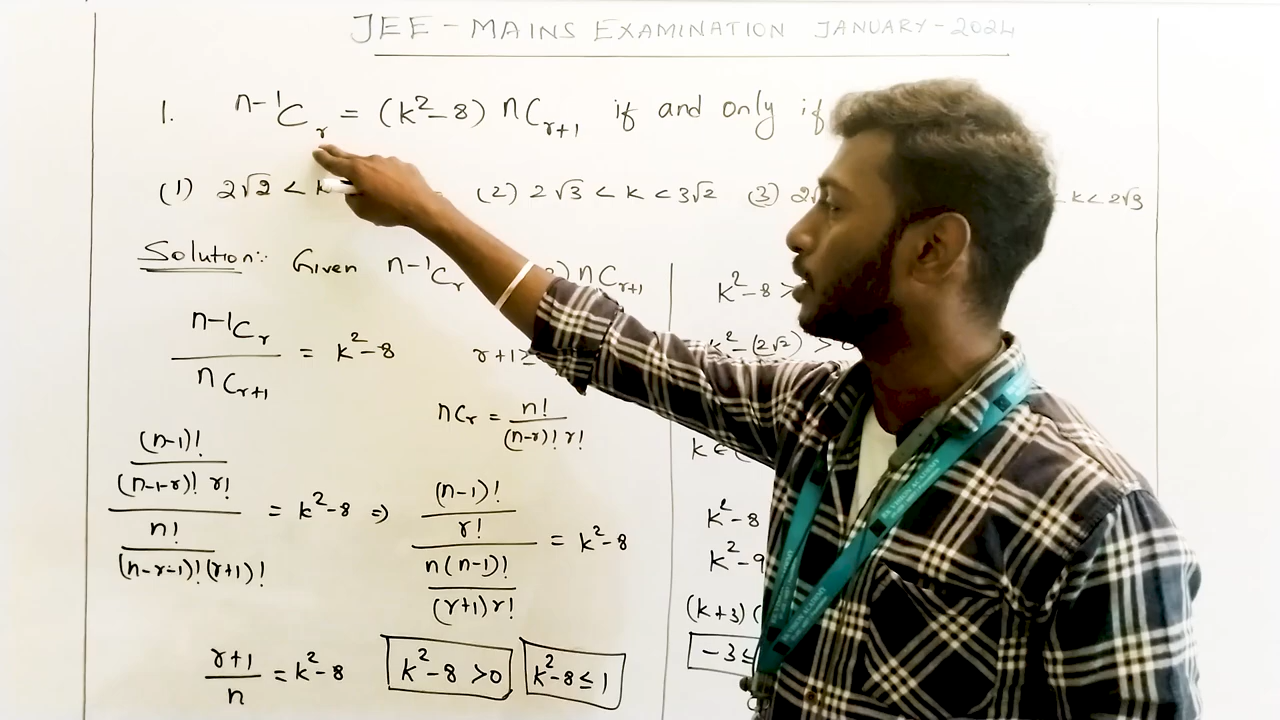 JEE - MAINS EXAMINATION JANUARY - 2024
1. n-1Cr = (k²-8) nCr+1 if and only if
(1) 2√2 < k (2) 2√3 < k < 3√2 (3) < k < 2√3
Solution:- Given n-1Cr ) nCr+1
n-1Cr / nCr+1 = k²-8
r+1 ≥
nCr = n! / (n-r)! r!
(n-1)! / (n-1-r)! r! / n! / (n-r-1)! (r+1)! = k²-8 ⇒ (n-1)! / r! / n(n-1)! / (r+1) r! = k²-8
r+1 / n = k²-8 k²-8 > 0 k²-8 ≤ 1
k²-8 >
k²-(2√2) > 0
k ∈ (
k²-8
k²-9
(k+3) (
-3 ≤